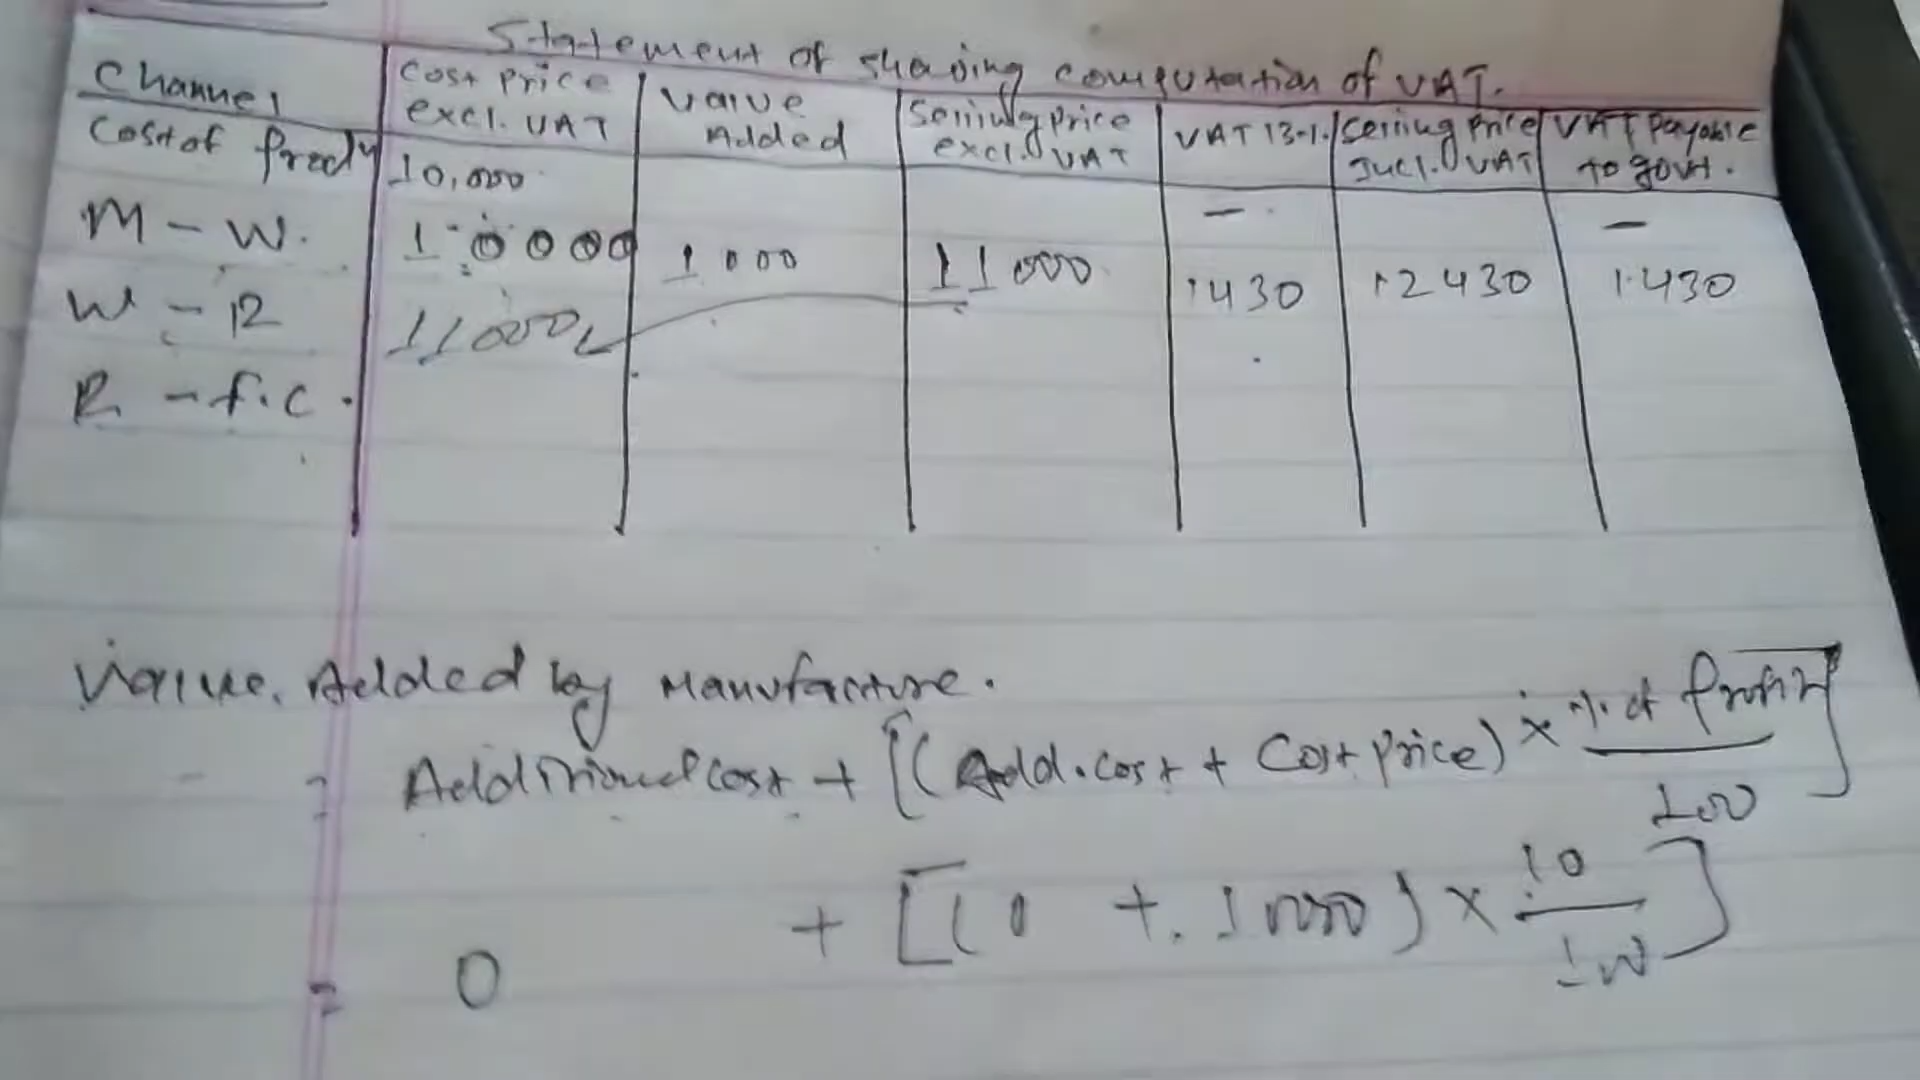 Statement of showing computation of VAT.
Channel | Cost Price excl. VAT | Value Added | Selling Price excl. VAT | VAT 13% | Selling Price Incl. VAT | VAT Payable to govt.
Cost of Produ | 10,000 | — | —
M - W. | 10000 | 1000 | 11000 | 1430 | 12430 | 1430
W - R | 11000
R - F.C.
Value Added by Manufacture.
= Additional cost + [(Add. cost + Cost Price) × % of Profit / 100]
= 0 + [(0 + 10000) × 10 / 100]